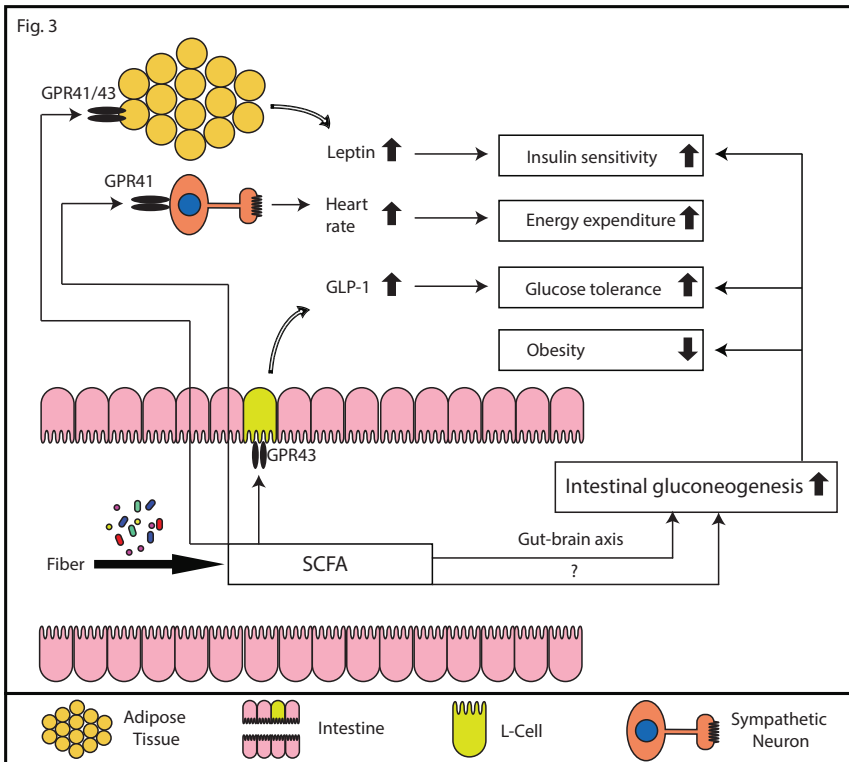 Fig. 3
GPR41/43
Leptin
Insulin sensitivity
GPR41
Heart
rate
Energy expenditure
GLP-1
Glucose tolerance
Obesity
GPR43
Intestinal gluconeogenesis
Gut-brain axis
Fiber
SCFA
?
Adipose
Tissue
Intestine
L-Cell
Sympathetic
Neuron